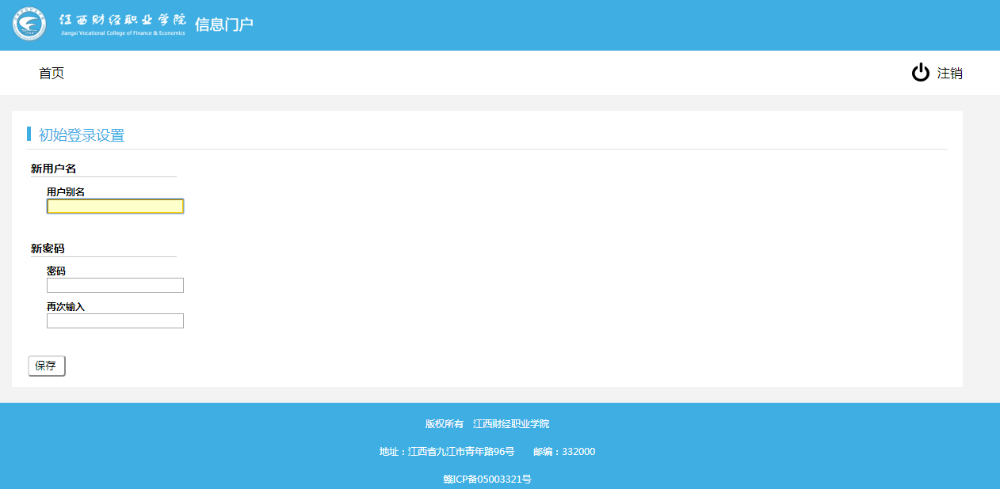 江西财经职业学院 信息门户
Jiangxi Vocational College of Finance & Economics
首页
注销
初始登录设置
新用户名
用户别名
新密码
密码
再次输入
保存
版权所有 江西财经职业学院
地址：江西省九江市青年路96号 邮编：332000
赣ICP备05003321号